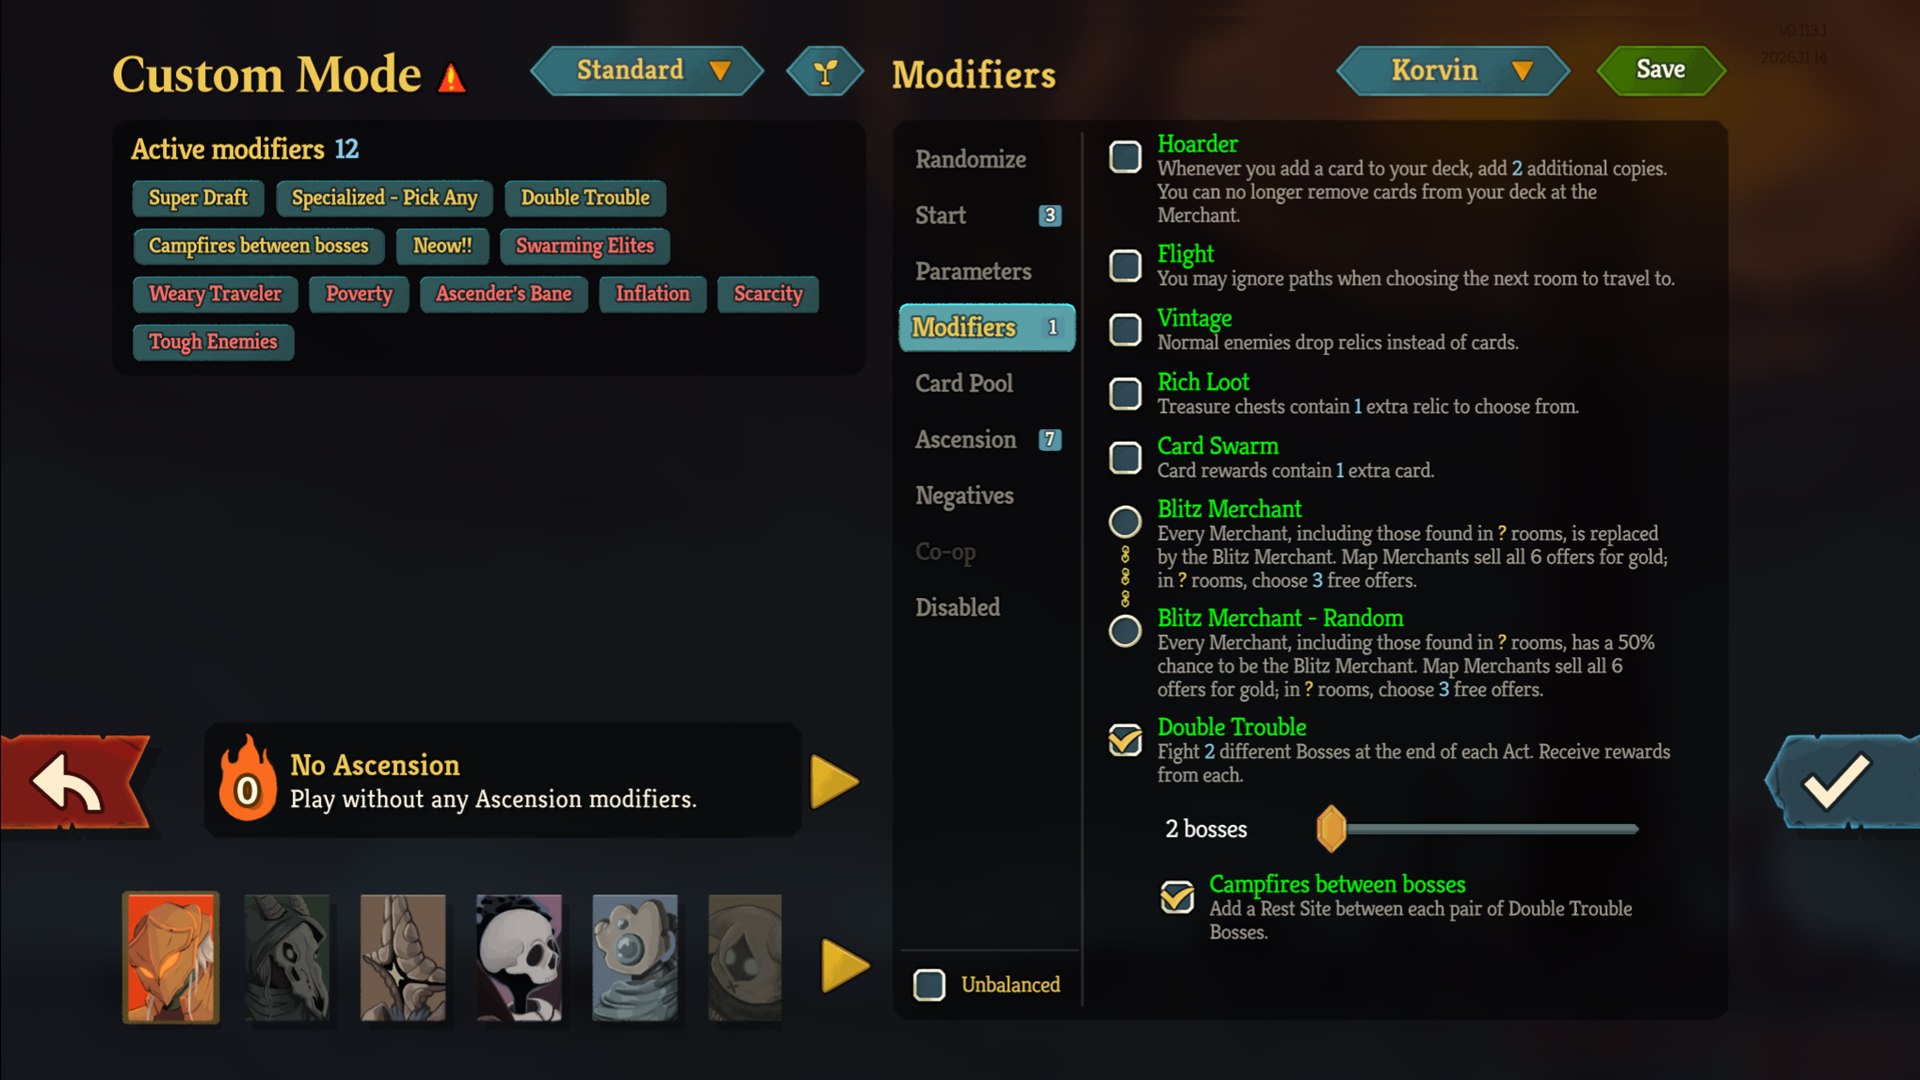 v0.113.1
2026.11.14
Custom Mode
Standard
Modifiers
Korvin
Save
Active modifiers 12
Super Draft
Specialized - Pick Any
Double Trouble
Campfires between bosses
Neow!!
Swarming Elites
Weary Traveler
Poverty
Ascender's Bane
Inflation
Scarcity
Tough Enemies
0
No Ascension
Play without any Ascension modifiers.
Randomize
Start 3
Parameters
Modifiers 1
Card Pool
Ascension 7
Negatives
Co-op
Disabled
Unbalanced
Hoarder
Whenever you add a card to your deck, add 2 additional copies.
You can no longer remove cards from your deck at the
Merchant.
Flight
You may ignore paths when choosing the next room to travel to.
Vintage
Normal enemies drop relics instead of cards.
Rich Loot
Treasure chests contain 1 extra relic to choose from.
Card Swarm
Card rewards contain 1 extra card.
Blitz Merchant
Every Merchant, including those found in ? rooms, is replaced
by the Blitz Merchant. Map Merchants sell all 6 offers for gold;
in ? rooms, choose 3 free offers.
Blitz Merchant - Random
Every Merchant, including those found in ? rooms, has a 50%
chance to be the Blitz Merchant. Map Merchants sell all 6
offers for gold; in ? rooms, choose 3 free offers.
Double Trouble
Fight 2 different Bosses at the end of each Act. Receive rewards
from each.
2 bosses
Campfires between bosses
Add a Rest Site between each pair of Double Trouble
Bosses.